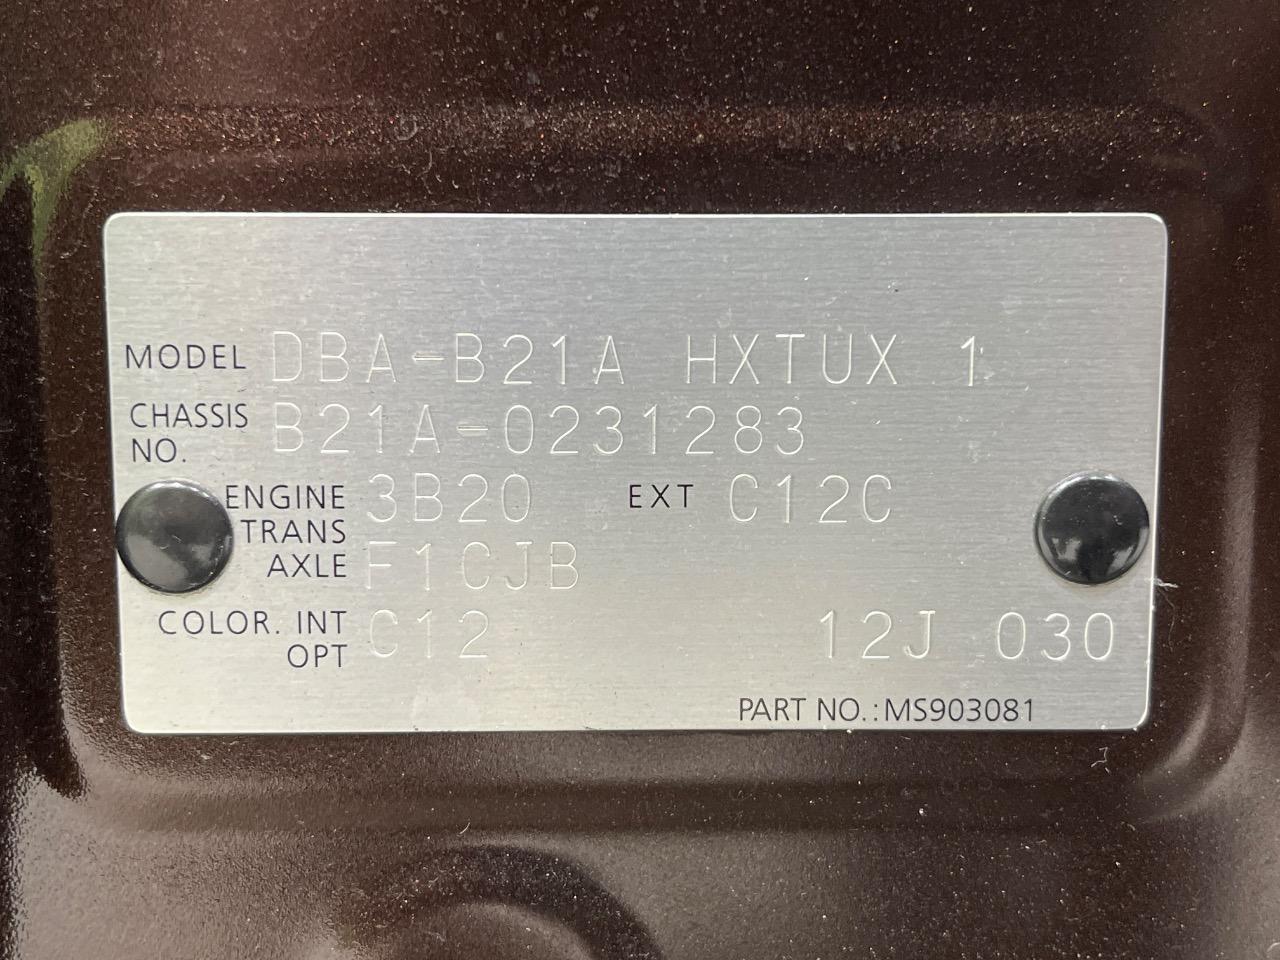 MODEL DBA-B21A HXTUX 1
CHASSIS NO. B21A-0231283
ENGINE 3B20 EXT C12C
TRANS AXLE F1CJB
COLOR. INT OPT C12 12J 030
PART NO.:MS903081